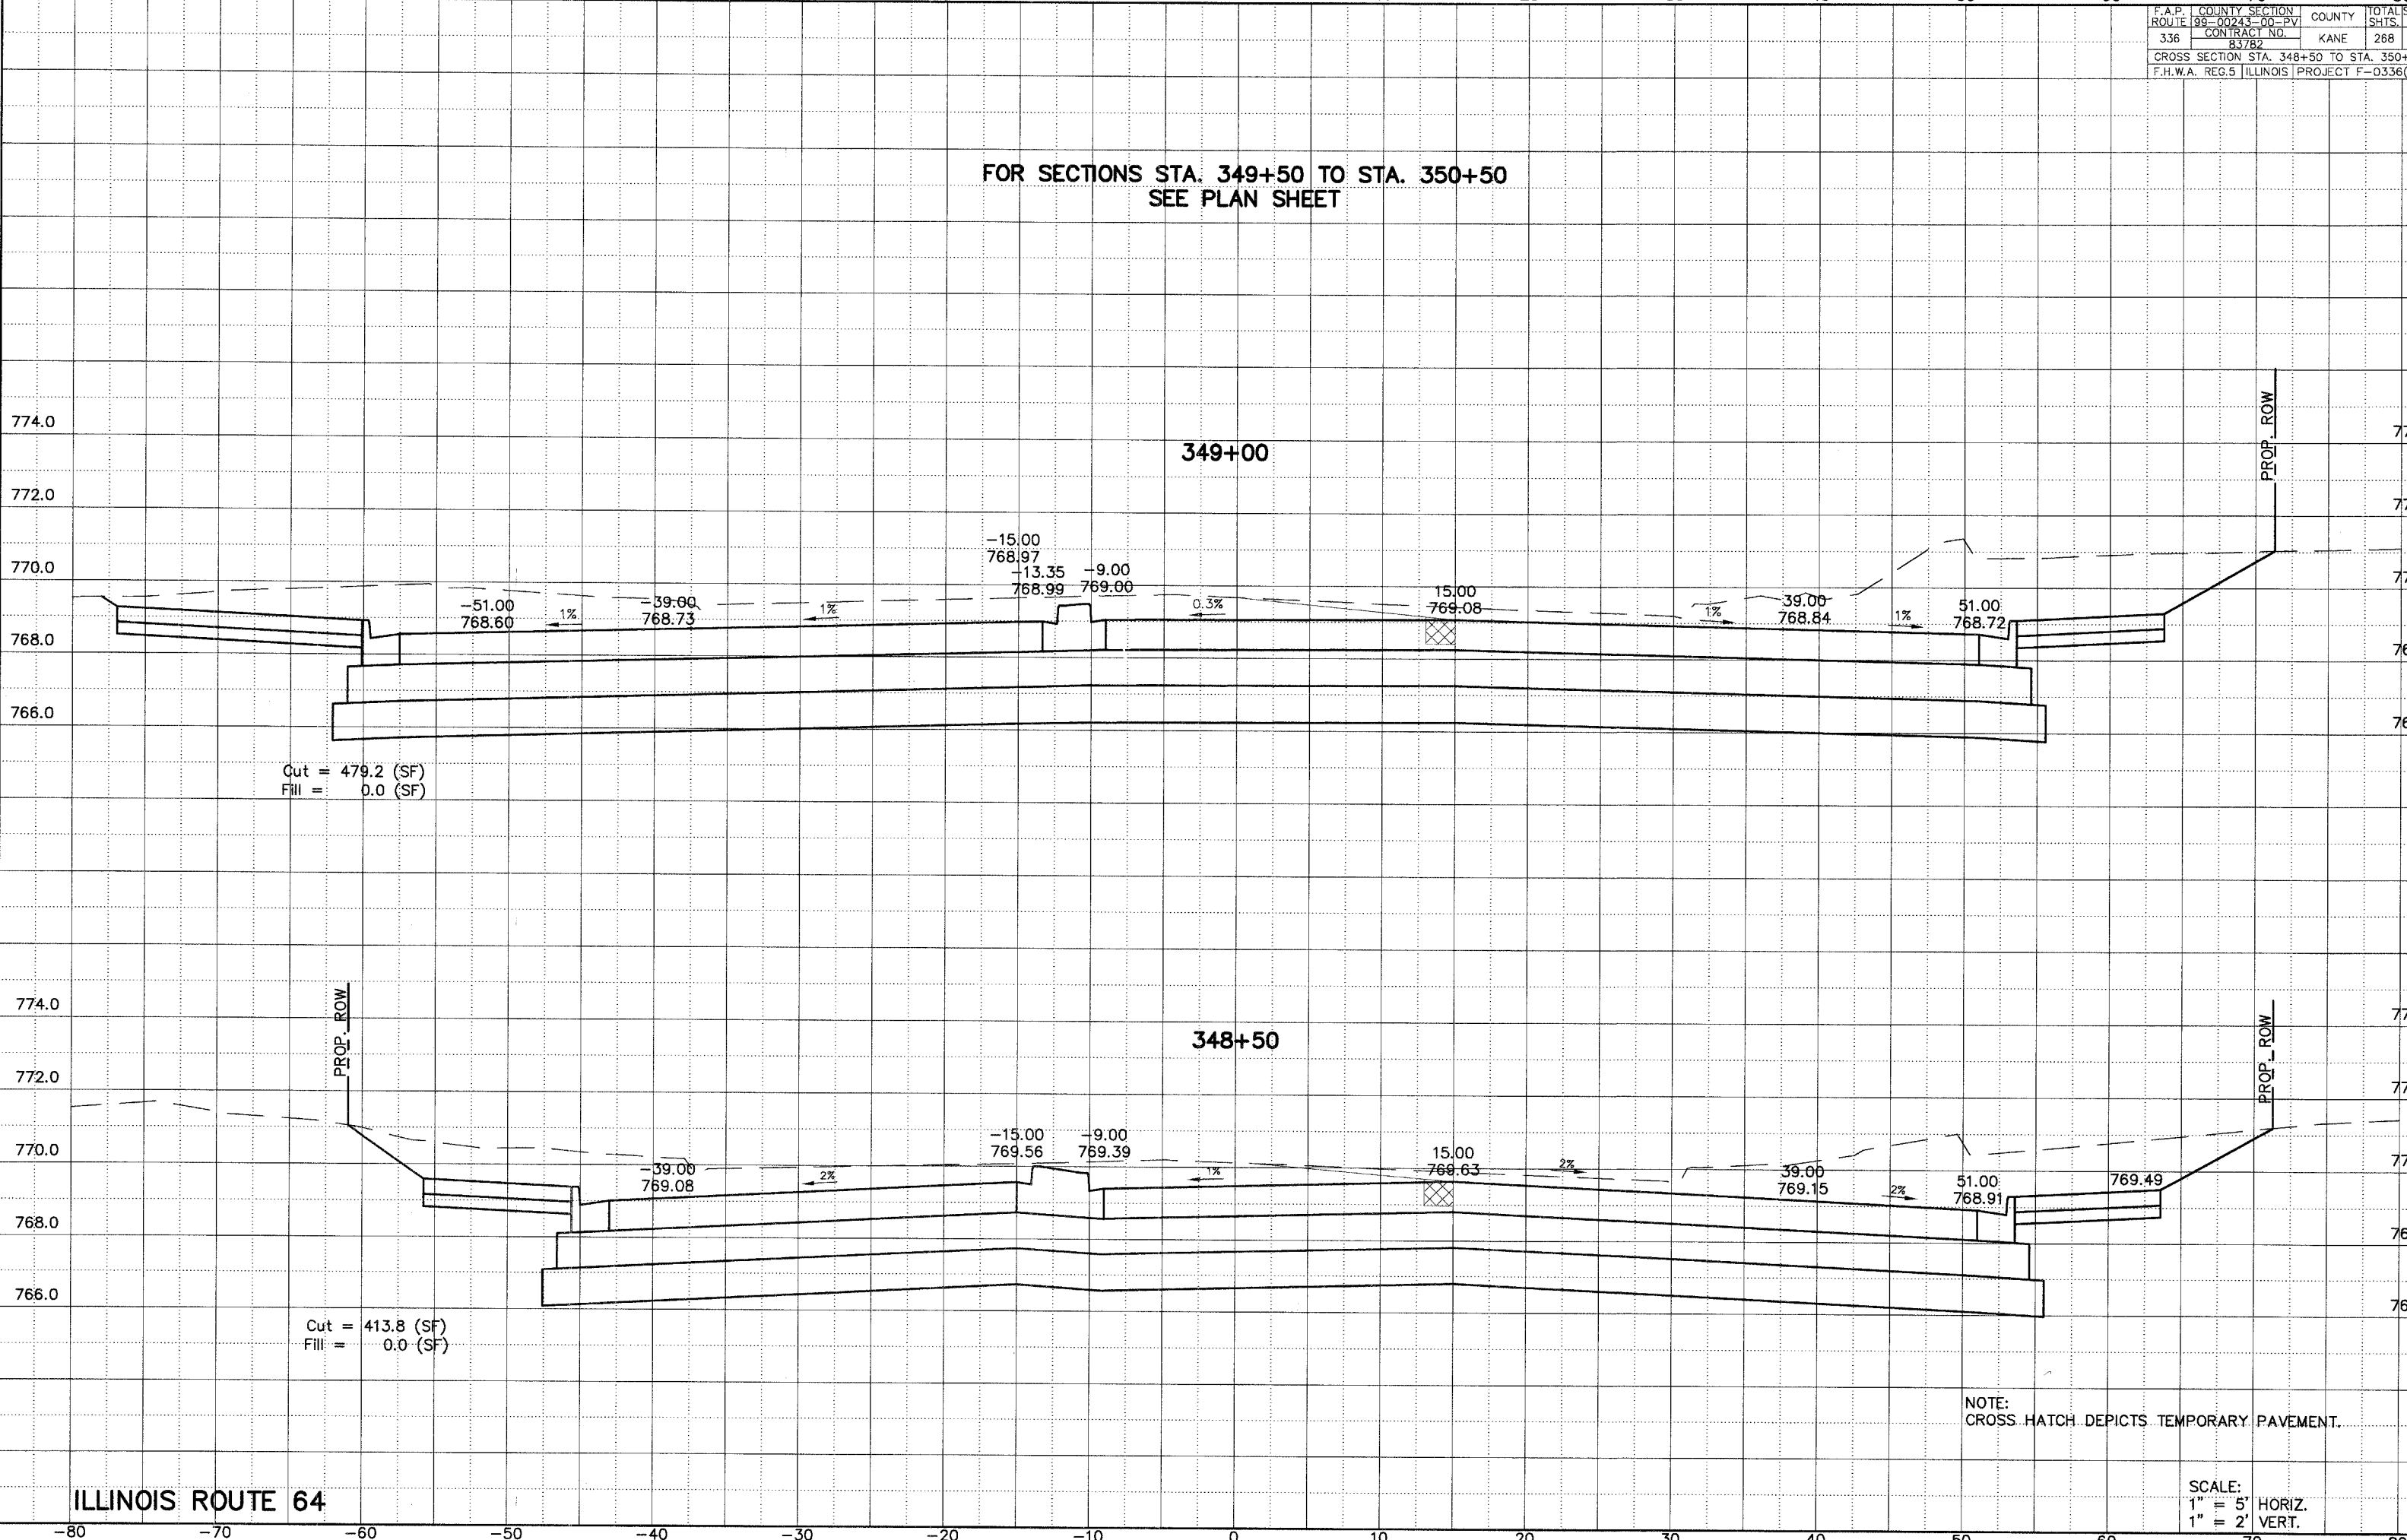 F.A.P. ROUTE COUNTY SECTION COUNTY TOTAL SHTS.
99-00243-00-PV
336 CONTRACT NO. 83782 KANE 268
CROSS SECTION STA. 348+50 TO STA. 350+
F.H.W.A. REG.5 ILLINOIS PROJECT F-0336(
FOR SECTIONS STA. 349+50 TO STA. 350+50
SEE PLAN SHEET
PROP. ROW
774.0
349+00
772.0
770.0
768.0
766.0
-51.00
768.60
1%
-39.00
768.73
1%
-15.00
768.97
-13.35
768.99
-9.00
769.00
0.3%
15.00
769.08
1%
39.00
768.84
1%
51.00
768.72
Cut = 479.2 (SF)
Fill = 0.0 (SF)
PROP. ROW
PROP. ROW
774.0
348+50
772.0
770.0
768.0
766.0
-39.00
769.08
2%
-15.00
769.56
-9.00
769.39
1%
15.00
769.63
2%
39.00
769.15
2%
51.00
768.91
769.49
Cut = 413.8 (SF)
Fill = 0.0 (SF)
NOTE:
CROSS HATCH DEPICTS TEMPORARY PAVEMENT.
ILLINOIS ROUTE 64
SCALE:
1" = 5' HORIZ.
1" = 2' VERT.
-80 -70 -60 -50 -40 -30 -20 -10 0 10 20 30 40 50